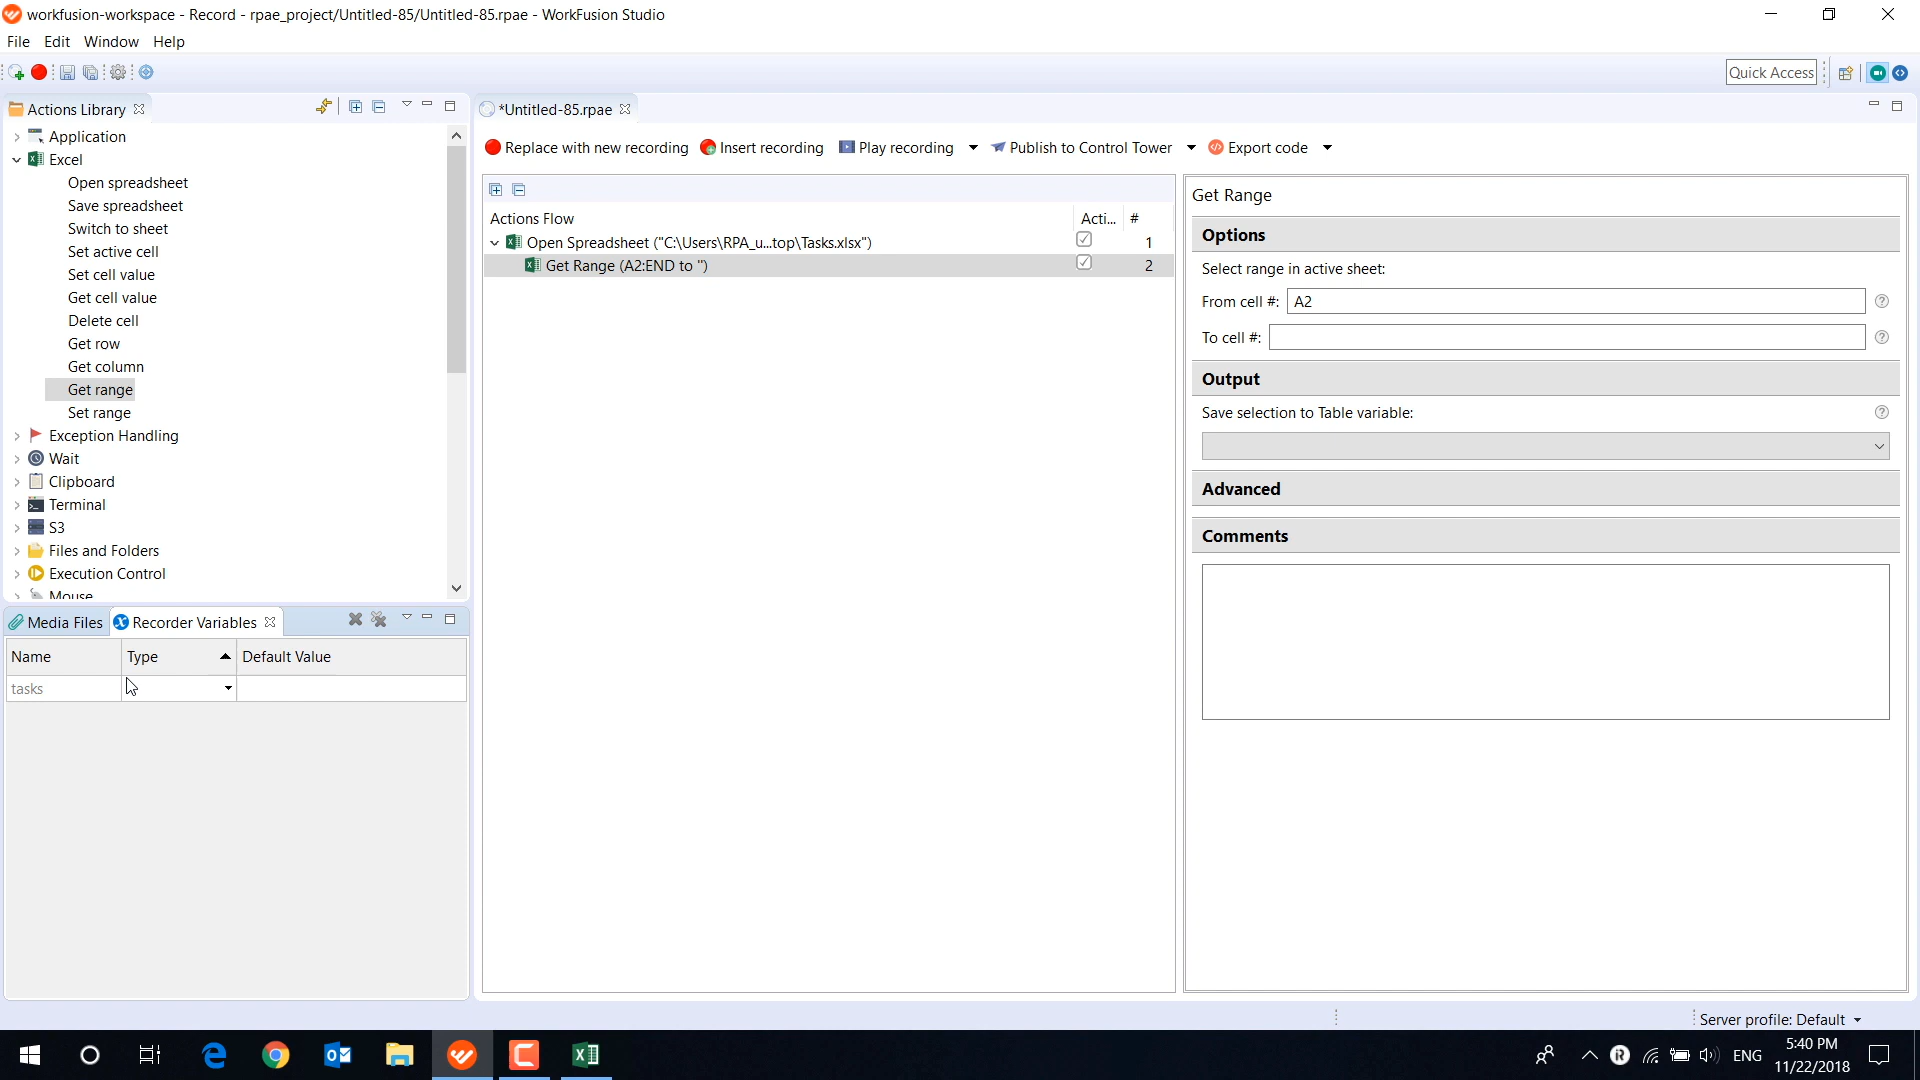 workfusion-workspace - Record - rpae_project/Untitled-85/Untitled-85.rpae - WorkFusion Studio
File Edit Window Help
Quick Access
Actions Library
*Untitled-85.rpae
Application
Excel
Open spreadsheet
Save spreadsheet
Switch to sheet
Set active cell
Set cell value
Get cell value
Delete cell
Get row
Get column
Get range
Set range
Exception Handling
Wait
Clipboard
Terminal
S3
Files and Folders
Execution Control
Mouse
Replace with new recording Insert recording Play recording Publish to Control Tower Export code
Actions Flow Acti... #
Open Spreadsheet ("C:\Users\RPA_u...top\Tasks.xlsx") 1
Get Range (A2:END to '') 2
Get Range
Options
Select range in active sheet:
From cell #: A2
To cell #:
Output
Save selection to Table variable:
Advanced
Comments
Media Files Recorder Variables
Name Type Default Value
tasks
Server profile: Default
ENG
5:40 PM
11/22/2018